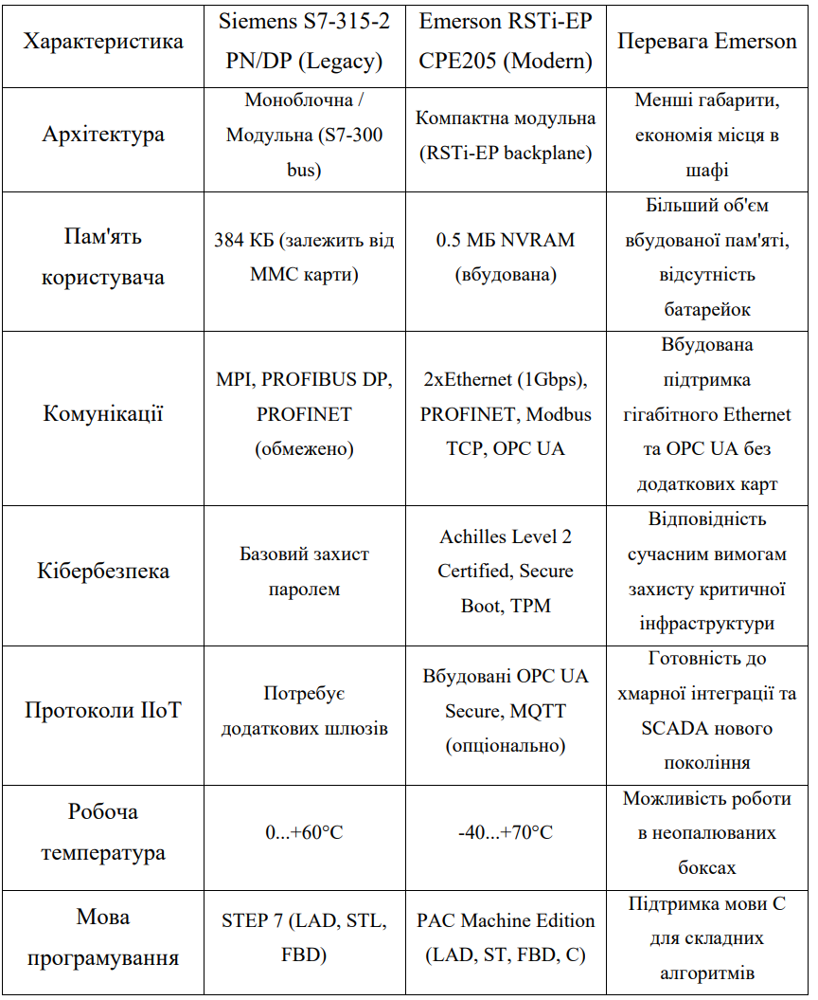 Характеристика
Siemens S7-315-2
PN/DP (Legacy)
Emerson RSTi-EP
CPE205 (Modern)
Перевага Emerson
Архітектура
Моноблочна /
Модульна (S7-300
bus)
Компактна модульна
(RSTi-EP backplane)
Менші габарити,
економія місця в
шафі
Пам'ять
користувача
384 КБ (залежить від
MMC карти)
0.5 МБ NVRAM
(вбудована)
Більший об'єм
вбудованої пам'яті,
відсутність
батарейок
Комунікації
MPI, PROFIBUS DP,
PROFINET
(обмежено)
2xEthernet (1Gbps),
PROFINET, Modbus
TCP, OPC UA
Вбудована
підтримка
гігабітного Ethernet
та OPC UA без
додаткових карт
Кібербезпека
Базовий захист
паролем
Achilles Level 2
Certified, Secure
Boot, TPM
Відповідність
сучасним вимогам
захисту критичної
інфраструктури
Протоколи IIoT
Потребує
додаткових шлюзів
Вбудовані OPC UA
Secure, MQTT
(опціонально)
Готовність до
хмарної інтеграції та
SCADA нового
покоління
Робоча
температура
0...+60°C
-40...+70°C
Можливість роботи
в неопалюваних
боксах
Мова
програмування
STEP 7 (LAD, STL,
FBD)
PAC Machine Edition
(LAD, ST, FBD, C)
Підтримка мови С
для складних
алгоритмів